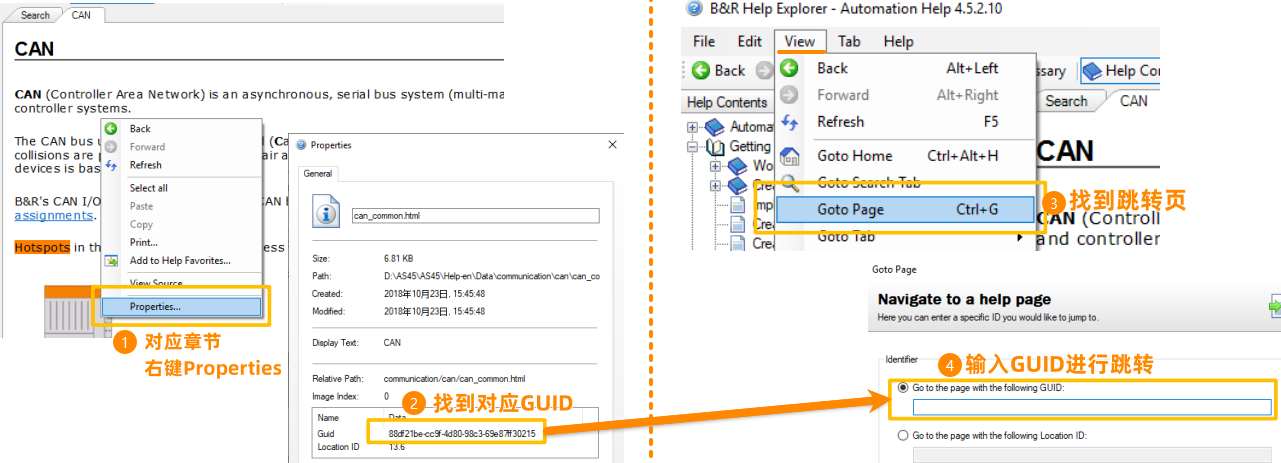 Search
CAN
CAN
CAN (Controller Area Network) is an asynchronous, serial bus system (multi-ma
controller systems.
The CAN bus u
(Ca
collisions are
air a
devices is bas
B&R's CAN I/O
CAN
assignments.
Hotspots in th
ess
Back
Forward
Refresh
Select all
Paste
Copy
Print...
Add to Help Favorites...
View Source
Properties...
1 对应章节
右键Properties
Properties
General
can_common.html
Size: 6.81 KB
Path: D:\AS45\AS45\Help-en\Data\communication\can\can_co
Created: 2018年10月23日, 15:45:48
Modified: 2018年10月23日, 15:45:48
Display Text: CAN
Relative Path: communication/can/can_common.html
Image Index: 0
2 找到对应GUID
Name Data
Guid 88df21be-cc9f-4d80-98c3-69e87ff30215
Location ID 13.6
B&R Help Explorer - Automation Help 4.5.2.10
File Edit View Tab Help
Back
ssary
Help Co
Help Contents
Automa
Getting
Wo
Cre
Imp
Cre
Cre
Back Alt+Left
Forward Alt+Right
Refresh F5
Goto Home Ctrl+Alt+H
Goto Search Tab
Goto Page Ctrl+G
Goto Tab
Search
CAN
CAN
3 找到跳转页
CAN (Controll
and controller
Goto Page
Navigate to a help page
Here you can enter a specific ID you would like to jump to.
Identifier
4 输入GUID进行跳转
Go to the page with the following GUID:
Go to the page with the following Location ID: